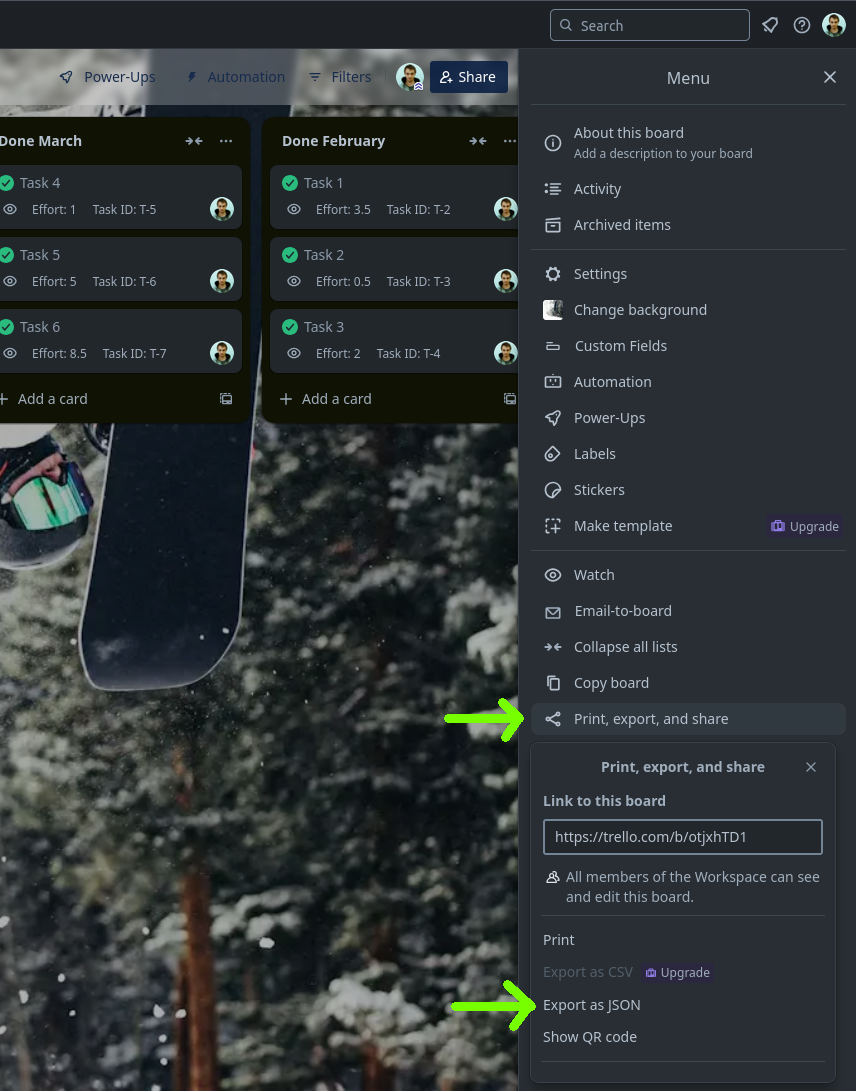 Search
Power-Ups
Automation
Filters
Share
Done March
Task 4
Effort: 1 Task ID: T-5
Task 5
Effort: 5 Task ID: T-6
Task 6
Effort: 8.5 Task ID: T-7
Add a card
Done February
Task 1
Effort: 3.5 Task ID: T-2
Task 2
Effort: 0.5 Task ID: T-3
Task 3
Effort: 2 Task ID: T-4
Add a card
Menu
About this board
Add a description to your board
Activity
Archived items
Settings
Change background
Custom Fields
Automation
Power-Ups
Labels
Stickers
Make template Upgrade
Watch
Email-to-board
Collapse all lists
Copy board
Print, export, and share
Print, export, and share
Link to this board
https://trello.com/b/otjxhTD1
All members of the Workspace can see
and edit this board.
Print
Export as CSV Upgrade
Export as JSON
Show QR code